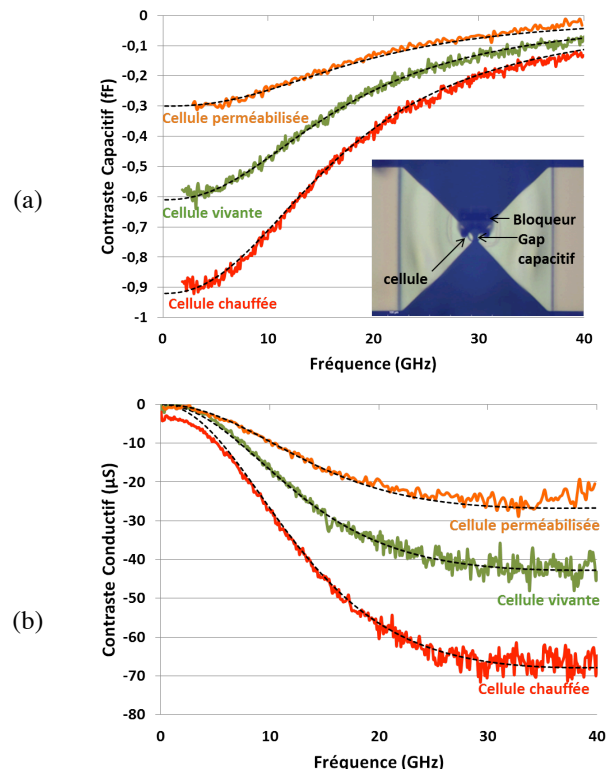 (a)
Contraste Capacitif (fF)
0
-0,1
-0,2
-0,3
-0,4
-0,5
-0,6
-0,7
-0,8
-0,9
-1
Cellule perméabilisée
Cellule vivante
Cellule chauffée
Bloqueur
Gap
capacitif
cellule
0 10 20 30 40
Fréquence (GHz)
(b)
Contraste Conductif (µS)
0
-10
-20
-30
-40
-50
-60
-70
-80
Cellule perméabilisée
Cellule vivante
Cellule chauffée
0 10 20 30 40
Fréquence (GHz)